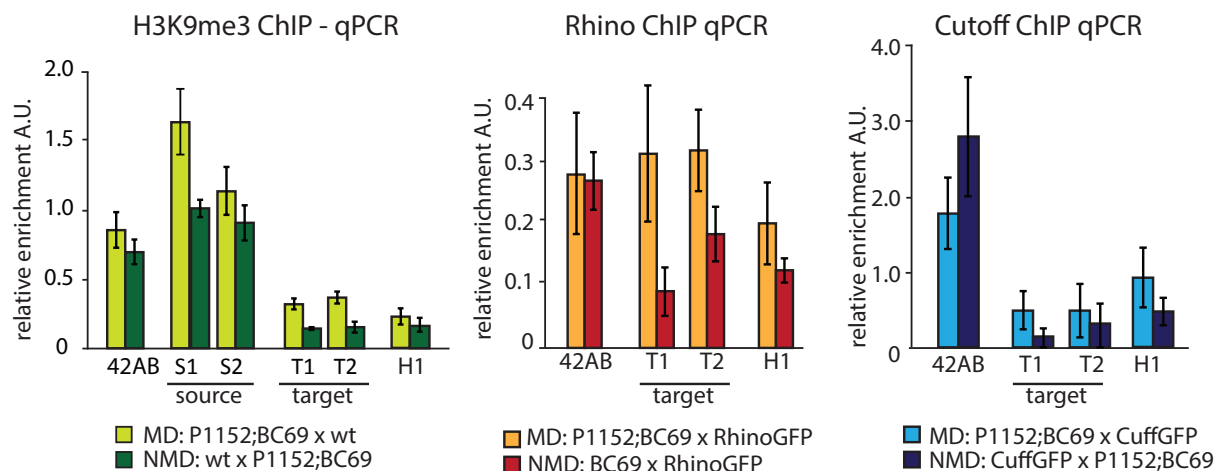 H3K9me3 ChIP - qPCR
relative enrichment A.U.
2.0
1.5
1.0
0.5
0
42AB S1 S2 T1 T2 H1
source target
MD: P1152;BC69 x wt
NMD: wt x P1152;BC69
Rhino ChIP qPCR
relative enrichment A.U.
0.4
0.3
0.2
0.1
0
42AB T1 T2 H1
target
MD: P1152;BC69 x RhinoGFP
NMD: BC69 x RhinoGFP
Cutoff ChIP qPCR
relative enrichment A.U.
4.0
3.0
2.0
1.0
0
42AB T1 T2 H1
target
MD: P1152;BC69 x CuffGFP
NMD: CuffGFP x P1152;BC69